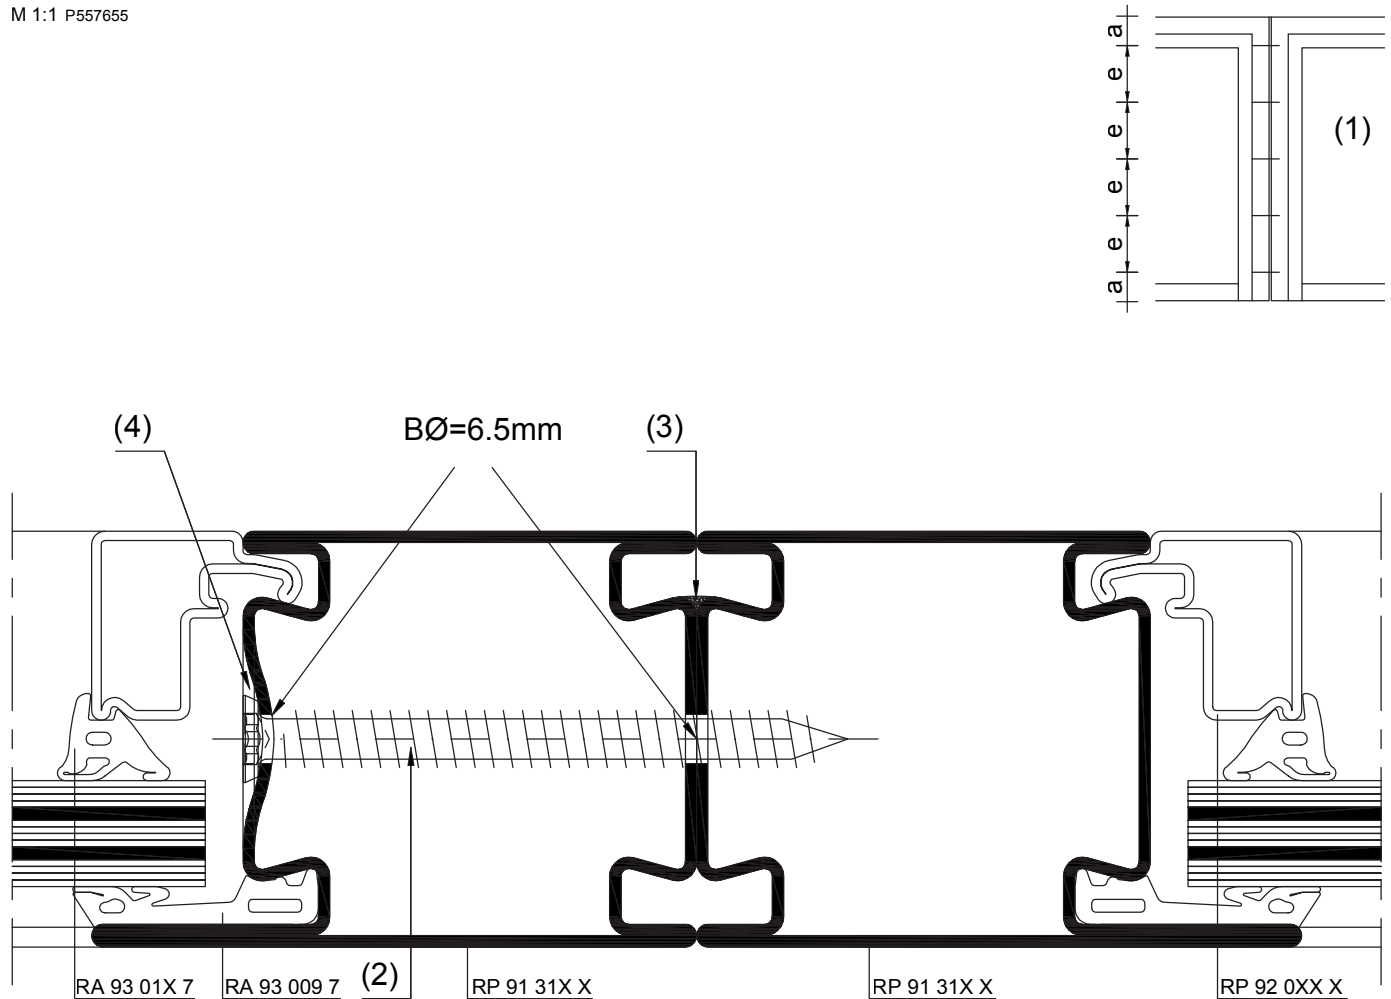 M 1:1 P557655
a
e
e
e
e
a
(1)
(4)
BØ=6.5mm
(3)
RA 93 01X 7
RA 93 009 7
(2)
RP 91 31X X
RP 91 31X X
RP 92 0XX X